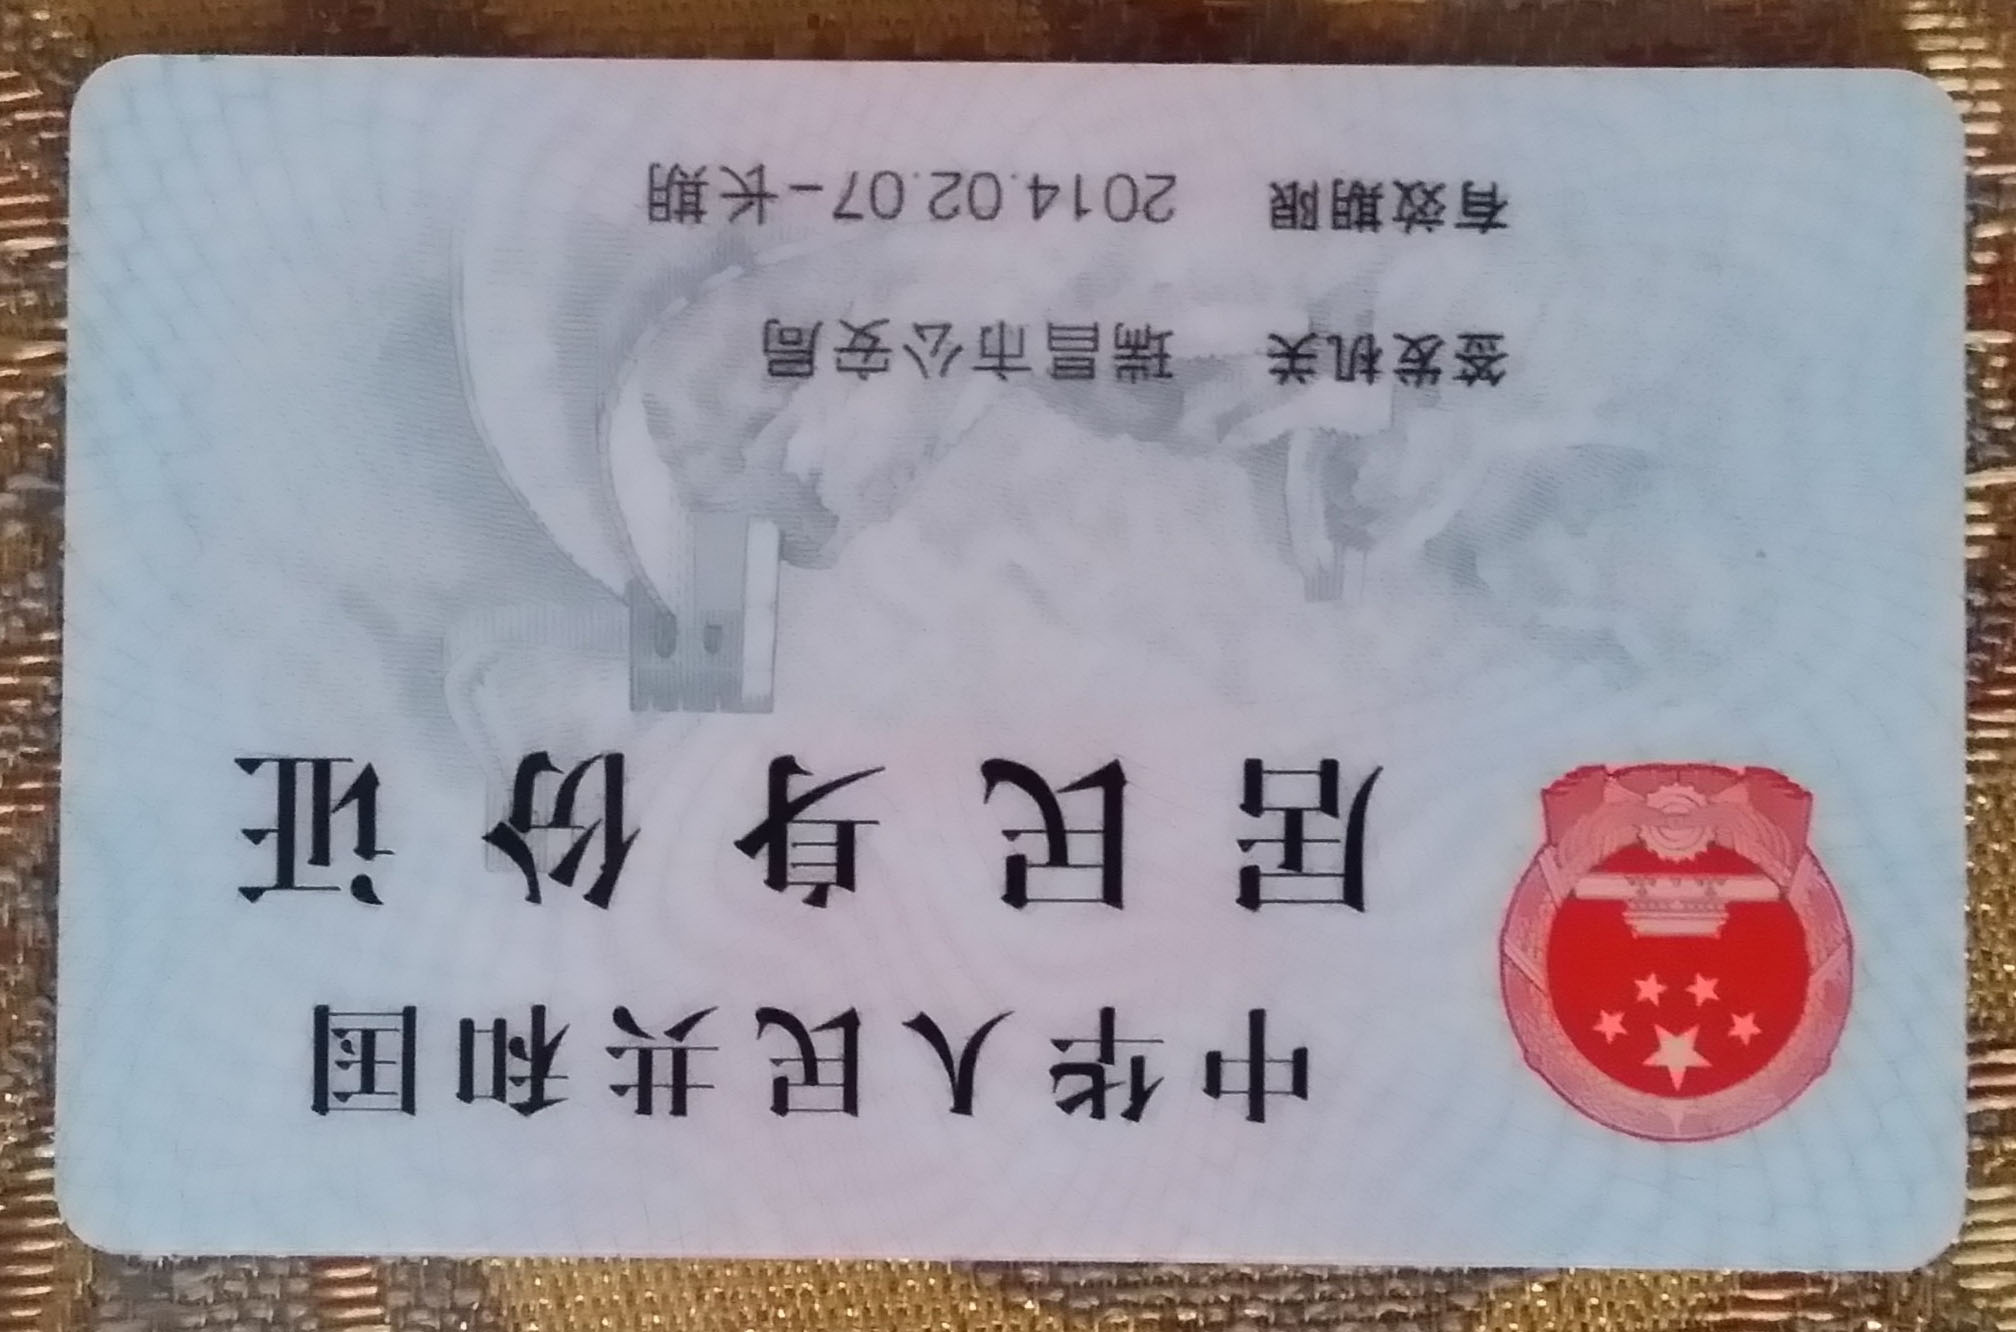 中华人民共和国
居民身份证
签发机关 瑞昌市公安局
有效期限 2014.02.07-长期